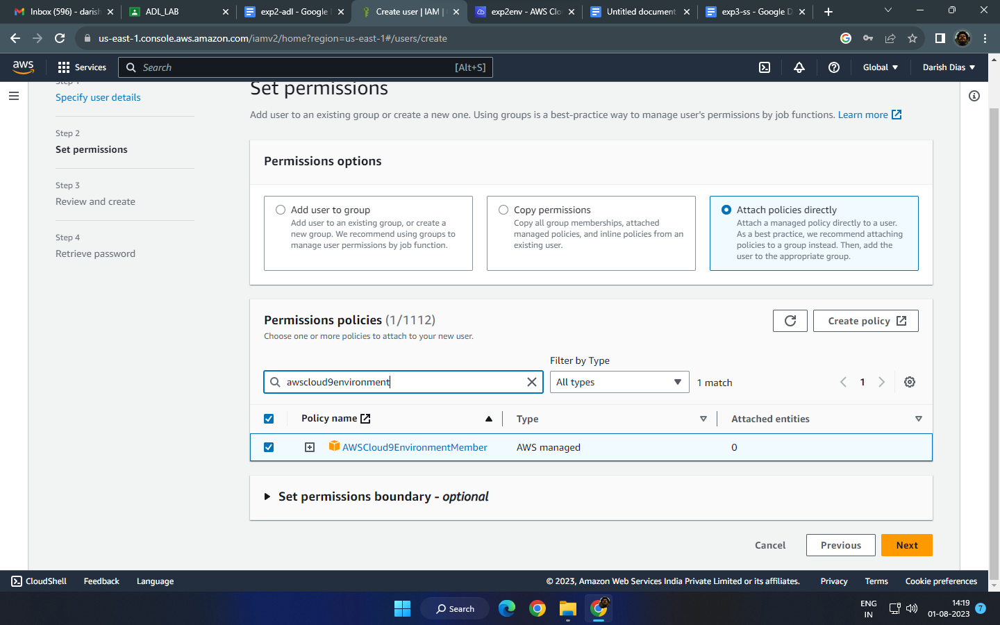 Inbox (596) - darish
ADL_LAB
exp2-adl - Google
Create user | IAM |
exp2env - AWS Clo
Untitled document
exp3-ss - Google D
us-east-1.console.aws.amazon.com/iamv2/home?region=us-east-1#/users/create
aws
Services
Search
[Alt+S]
Global
Darish Dias
Step 1
Specify user details
Step 2
Set permissions
Step 3
Review and create
Step 4
Retrieve password
Set permissions
Add user to an existing group or create a new one. Using groups is a best-practice way to manage user's permissions by job functions. Learn more
Permissions options
Add user to group
Add user to an existing group, or create a
new group. We recommend using groups to
manage user permissions by job function.
Copy permissions
Copy all group memberships, attached
managed policies, and inline policies from an
existing user.
Attach policies directly
Attach a managed policy directly to a user.
As a best practice, we recommend attaching
policies to a group instead. Then, add the
user to the appropriate group.
Permissions policies (1/1112)
Choose one or more policies to attach to your new user.
Create policy
Filter by Type
awscloud9environment
All types
1 match
1
Policy name
Type
Attached entities
AWSCloud9EnvironmentMember
AWS managed
0
Set permissions boundary - optional
Cancel
Previous
Next
CloudShell
Feedback
Language
© 2023, Amazon Web Services India Private Limited or its affiliates.
Privacy
Terms
Cookie preferences
Search
ENG
IN
14:19
01-08-2023
7